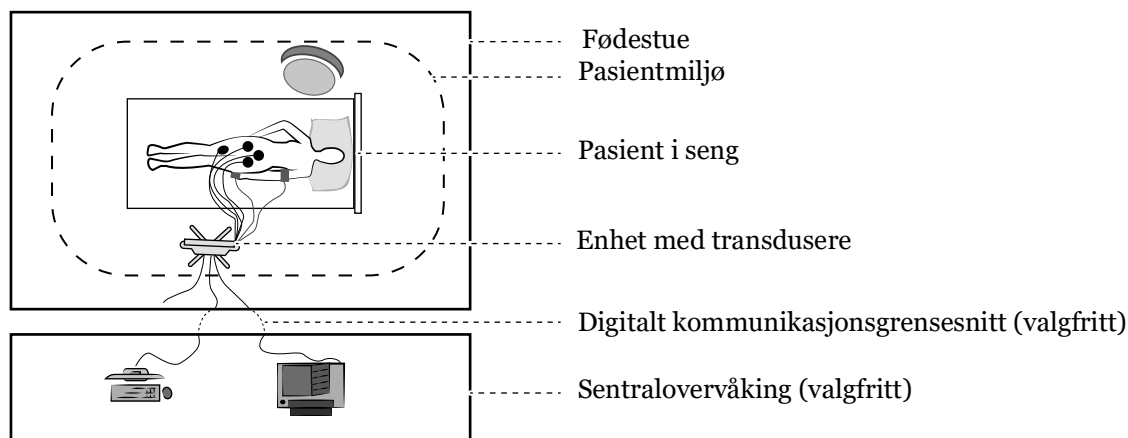 Fødestue
Pasientmiljø
Pasient i seng
Enhet med transdusere
Digitalt kommunikasjonsgrensesnitt (valgfritt)
Sentralovervåking (valgfritt)